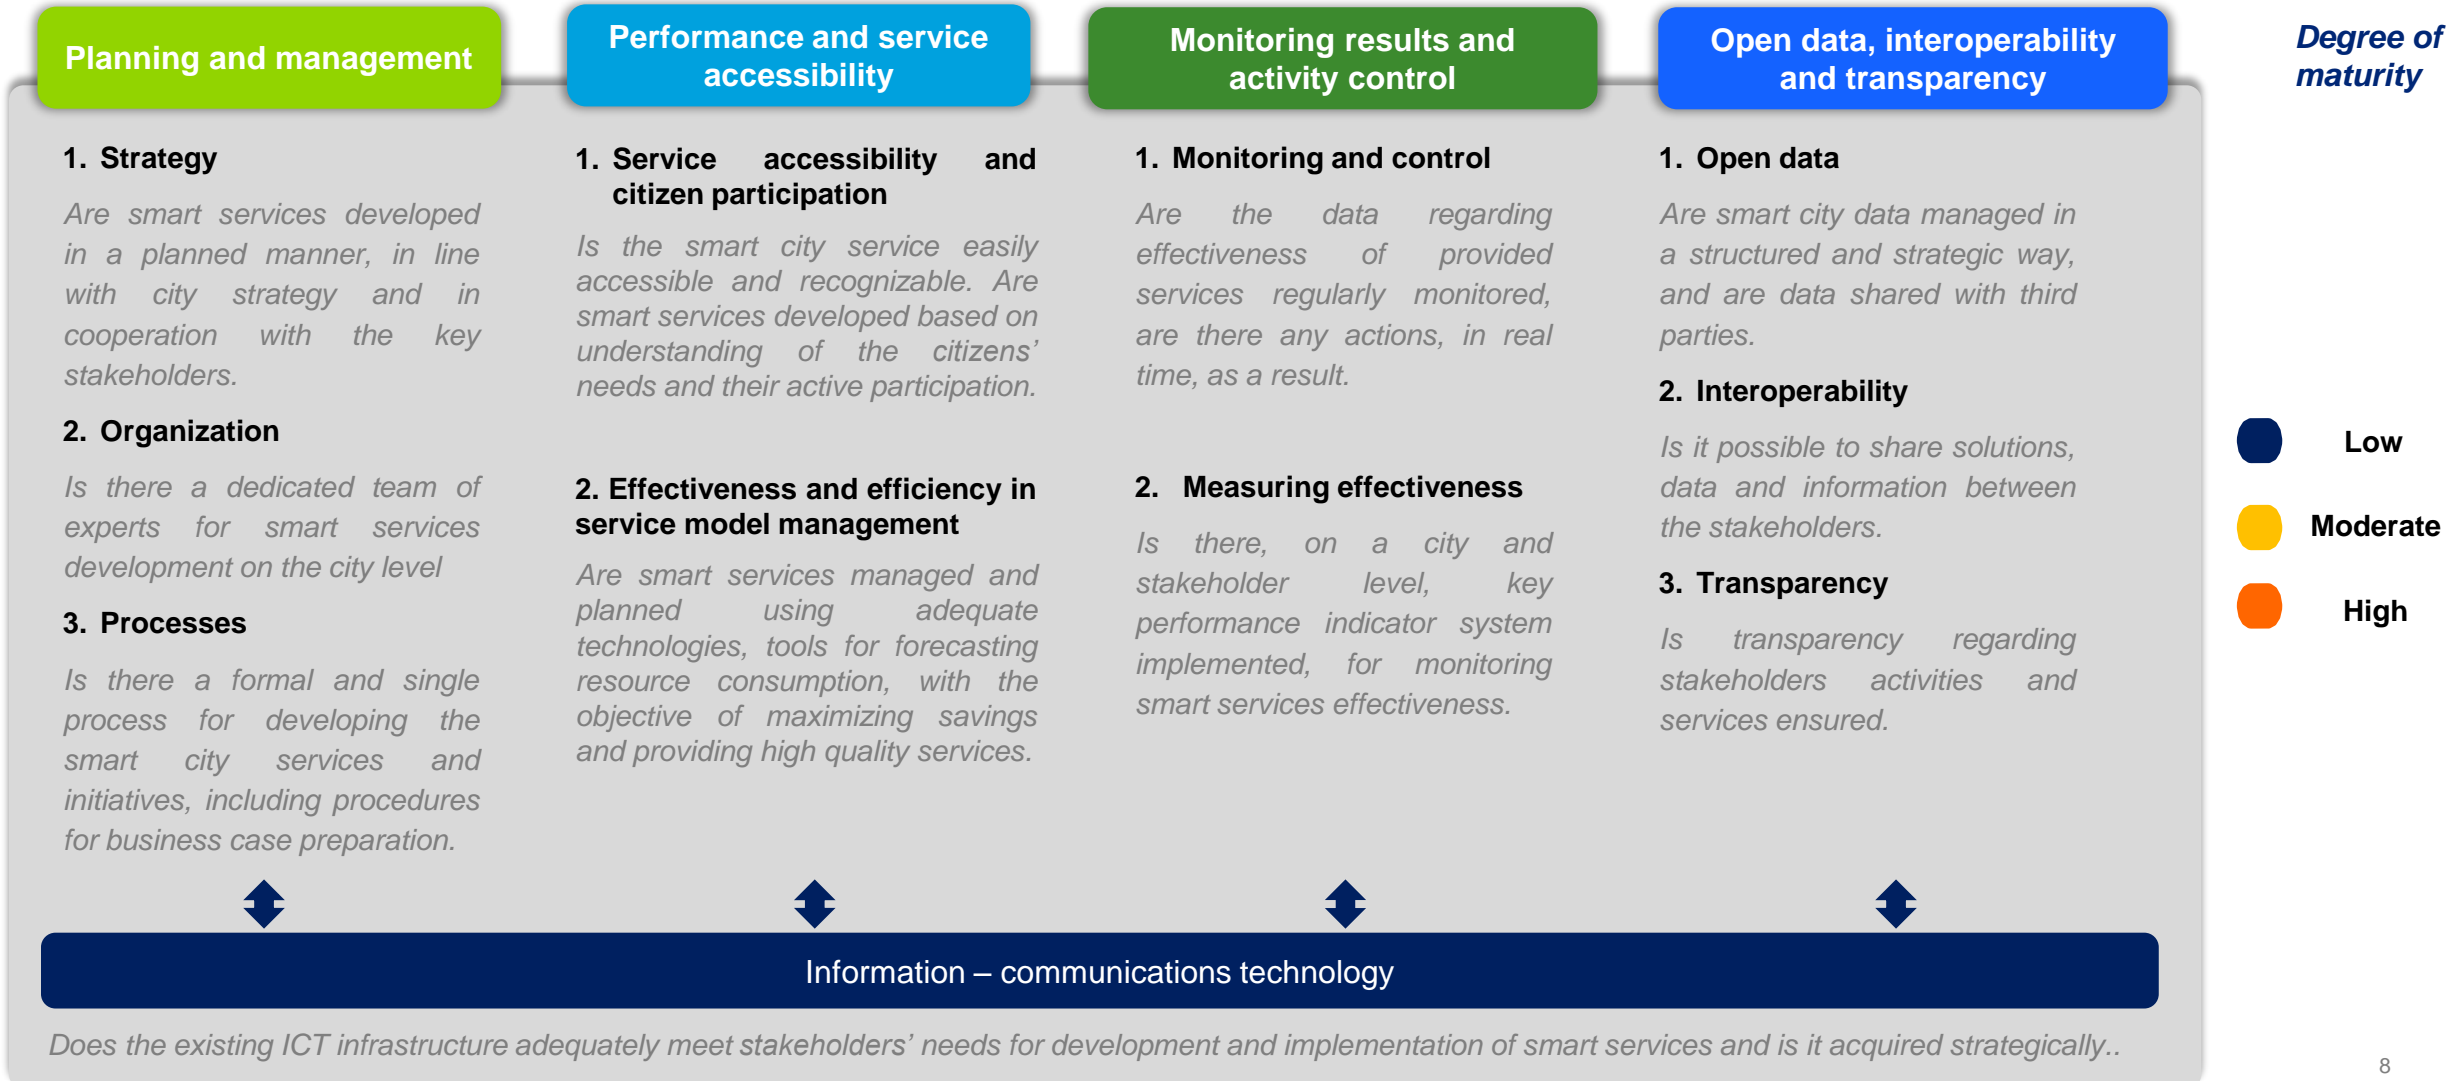 Planning and management
Performance and service
accessibility
Monitoring results and
activity control
Open data, interoperability
and transparency
Degree of
maturity
1. Strategy
Are smart services developed
in a planned manner, in line
with city strategy and in
cooperation with the key
stakeholders.
2. Organization
Is there a dedicated team of
experts for smart services
development on the city level
3. Processes
Is there a formal and single
process for developing the
smart city services and
initiatives, including procedures
for business case preparation.
1. Service accessibility and
citizen participation
Is the smart city service easily
accessible and recognizable. Are
smart services developed based on
understanding of the citizens’
needs and their active participation.
2. Effectiveness and efficiency in
service model management
Are smart services managed and
planned using adequate
technologies, tools for forecasting
resource consumption, with the
objective of maximizing savings
and providing high quality services.
1. Monitoring and control
Are the data regarding
effectiveness of provided
services regularly monitored,
are there any actions, in real
time, as a result.
2. Measuring effectiveness
Is there, on a city and
stakeholder level, key
performance indicator system
implemented, for monitoring
smart services effectiveness.
1. Open data
Are smart city data managed in
a structured and strategic way,
and are data shared with third
parties.
2. Interoperability
Is it possible to share solutions,
data and information between
the stakeholders.
3. Transparency
Is transparency regarding
stakeholders activities and
services ensured.
Low
Moderate
High
Information – communications technology
Does the existing ICT infrastructure adequately meet stakeholders’ needs for development and implementation of smart services and is it acquired strategically..
8